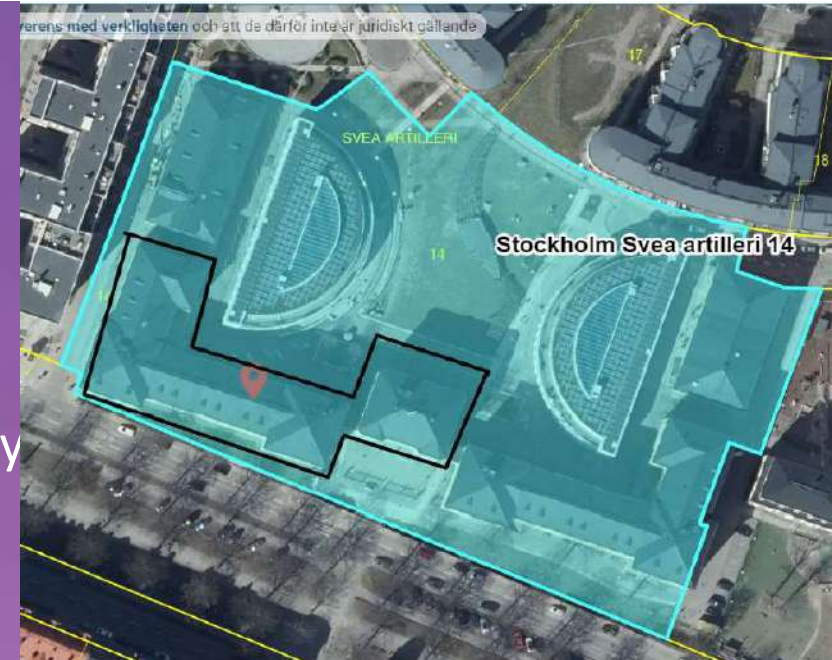 verens med verkligheten och att de därför inte är juridiskt gällande
17
SVEA ARTILLERI
18
Stockholm Svea artilleri 14
14
y